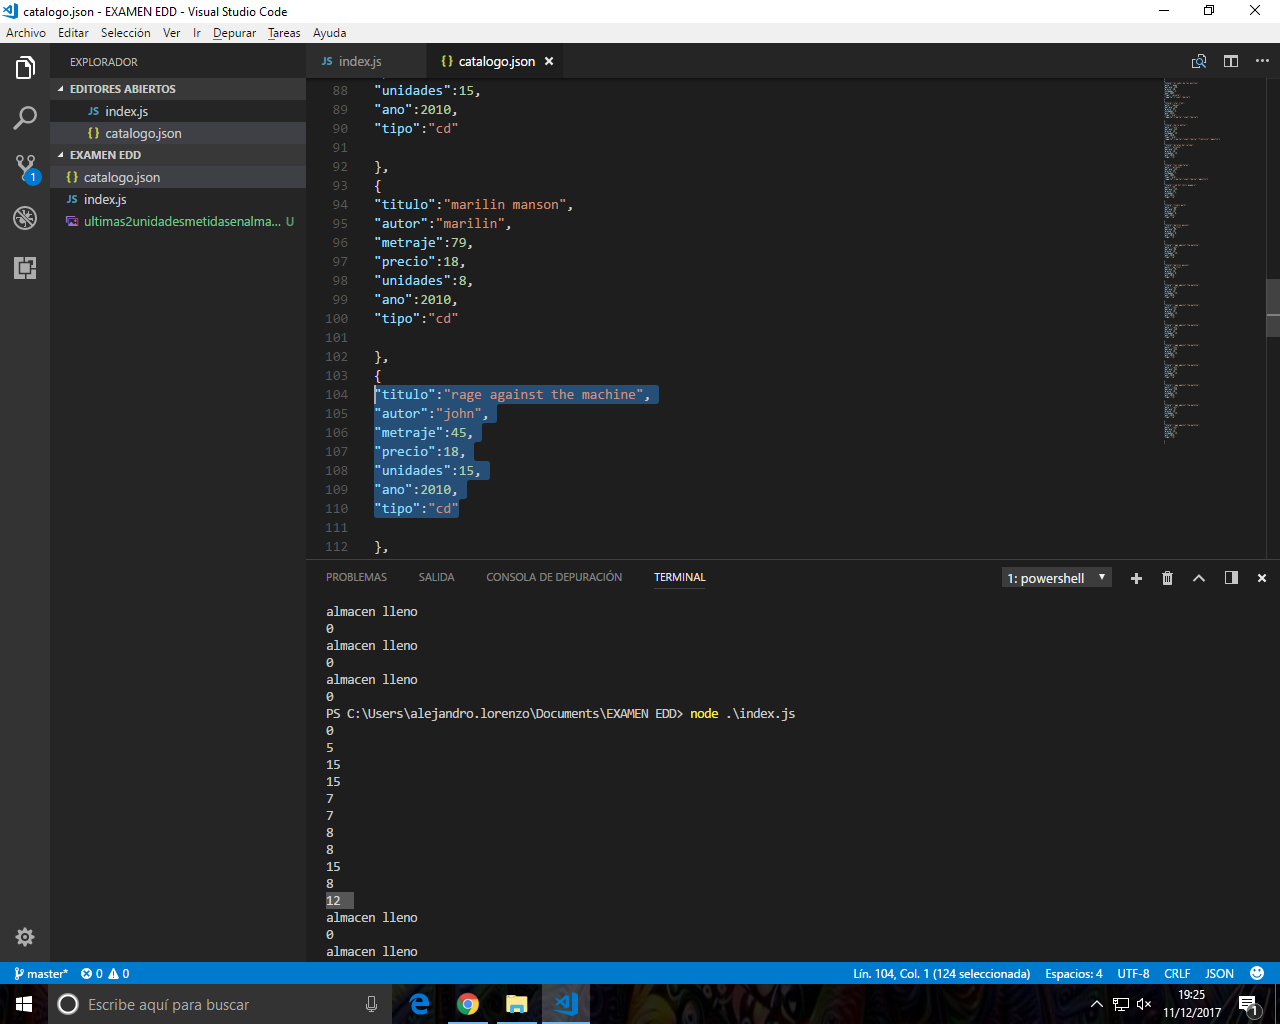 catalogo.json - EXAMEN EDD - Visual Studio Code
Archivo Editar Selección Ver Ir Depurar Tareas Ayuda
EXPLORADOR
EDITORES ABIERTOS
JS index.js
{} catalogo.json
EXAMEN EDD
{} catalogo.json
JS index.js
ultimas2unidadesmetidasenalma... U
1
JS index.js
{} catalogo.json
88 "unidades":15,
89 "ano":2010,
90 "tipo":"cd"
91
92 },
93 {
94 "titulo":"marilin manson",
95 "autor":"marilin",
96 "metraje":79,
97 "precio":18,
98 "unidades":8,
99 "ano":2010,
100 "tipo":"cd"
101
102 },
103 {
104 "titulo":"rage against the machine",
105 "autor":"john",
106 "metraje":45,
107 "precio":18,
108 "unidades":15,
109 "ano":2010,
110 "tipo":"cd"
111
112 },
PROBLEMAS SALIDA CONSOLA DE DEPURACIÓN TERMINAL
1: powershell
almacen lleno
0
almacen lleno
0
almacen lleno
0
PS C:\Users\alejandro.lorenzo\Documents\EXAMEN EDD> node .\index.js
0
5
15
15
7
7
8
8
15
8
12
almacen lleno
0
almacen lleno
master* 0 0
Lín. 104, Col. 1 (124 seleccionada) Espacios: 4 UTF-8 CRLF JSON
Escribe aquí para buscar
19:25
11/12/2017
1